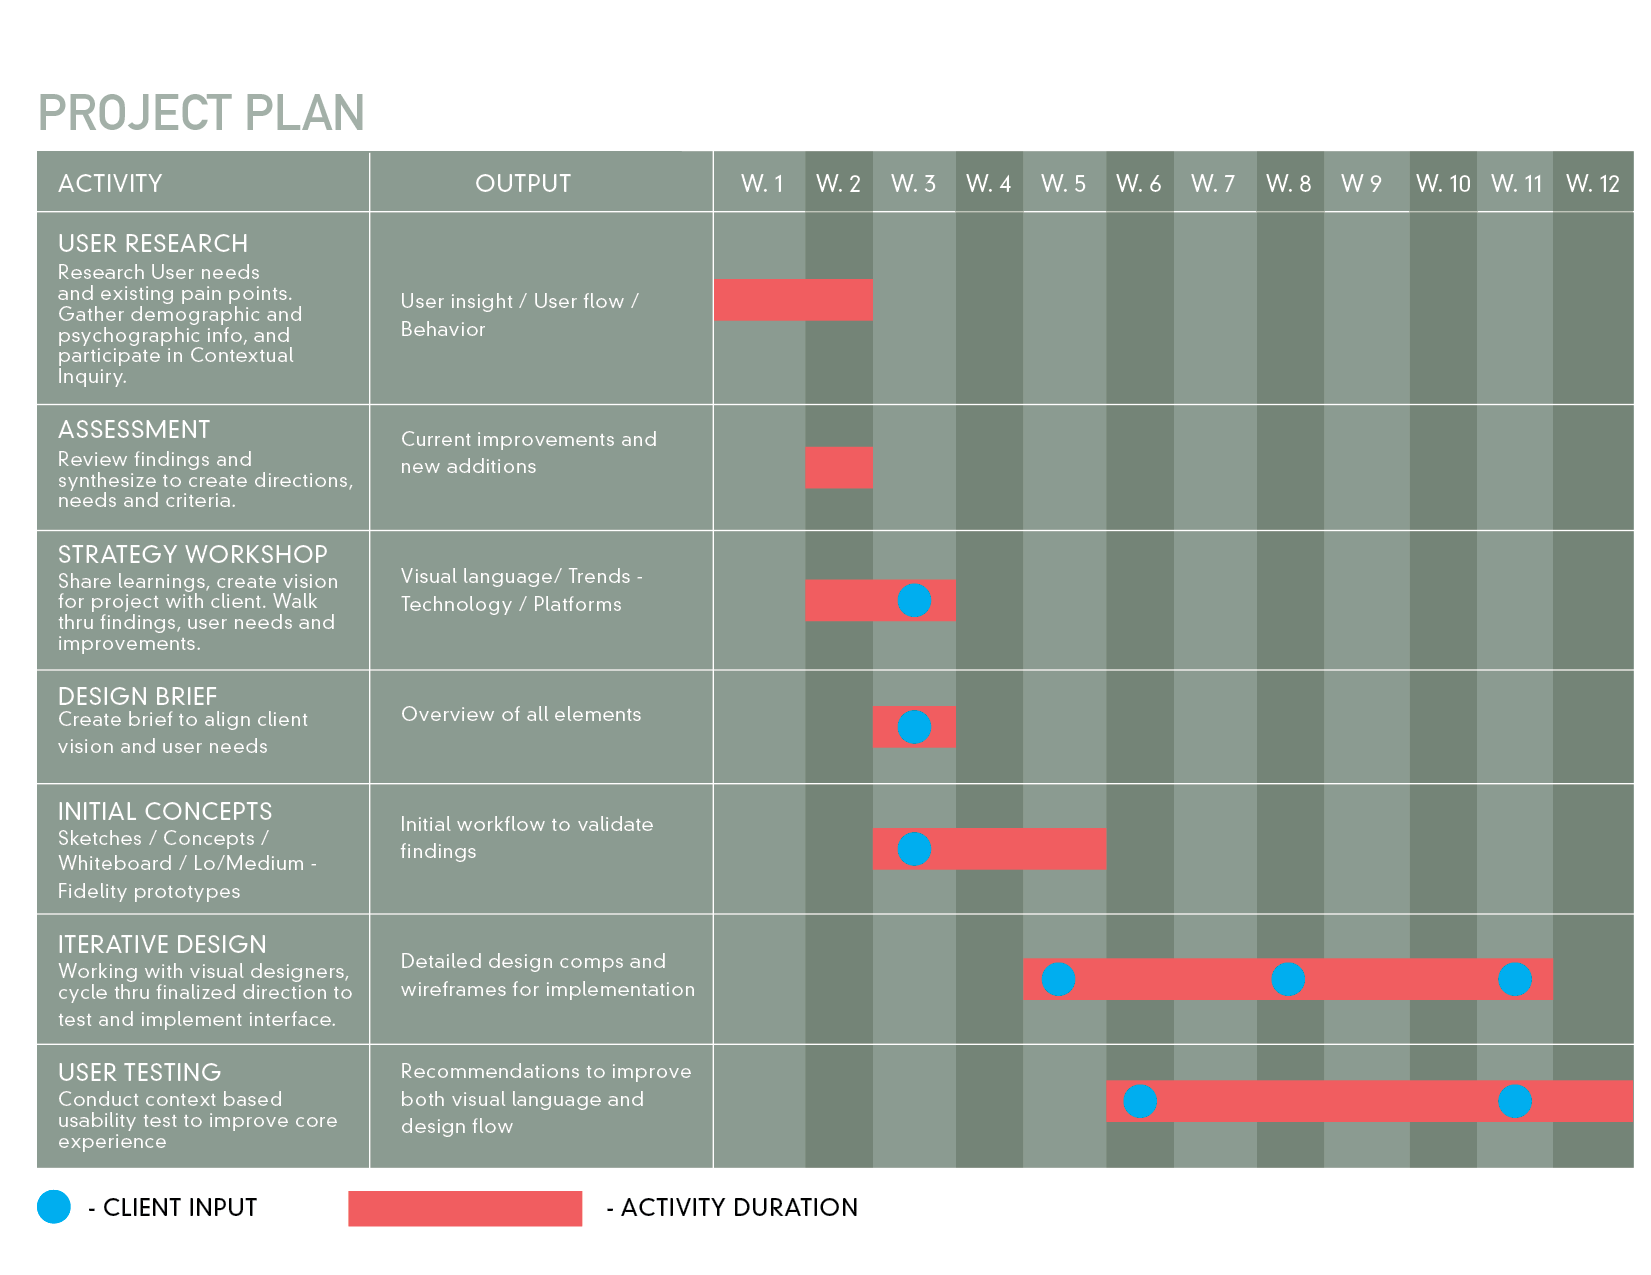 PROJECT PLAN
ACTIVITY
OUTPUT
W. 1
W. 2
W. 3
W. 4
W. 5
W. 6
W. 7
W. 8
W 9
W. 10
W. 11
W. 12
USER RESEARCH
Research User needs
and existing pain points.
Gather demographic and
psychographic info, and
participate in Contextual
Inquiry.
User insight / User flow /
Behavior
ASSESSMENT
Review findings and
synthesize to create directions,
needs and criteria.
Current improvements and
new additions
STRATEGY WORKSHOP
Share learnings, create vision
for project with client. Walk
thru findings, user needs and
improvements.
Visual language/ Trends -
Technology / Platforms
DESIGN BRIEF
Create brief to align client
vision and user needs
Overview of all elements
INITIAL CONCEPTS
Sketches / Concepts /
Whiteboard / Lo/Medium -
Fidelity prototypes
Initial workflow to validate
findings
ITERATIVE DESIGN
Working with visual designers,
cycle thru finalized direction to
test and implement interface.
Detailed design comps and
wireframes for implementation
USER TESTING
Conduct context based
usability test to improve core
experience
Recommendations to improve
both visual language and
design flow
- CLIENT INPUT
- ACTIVITY DURATION